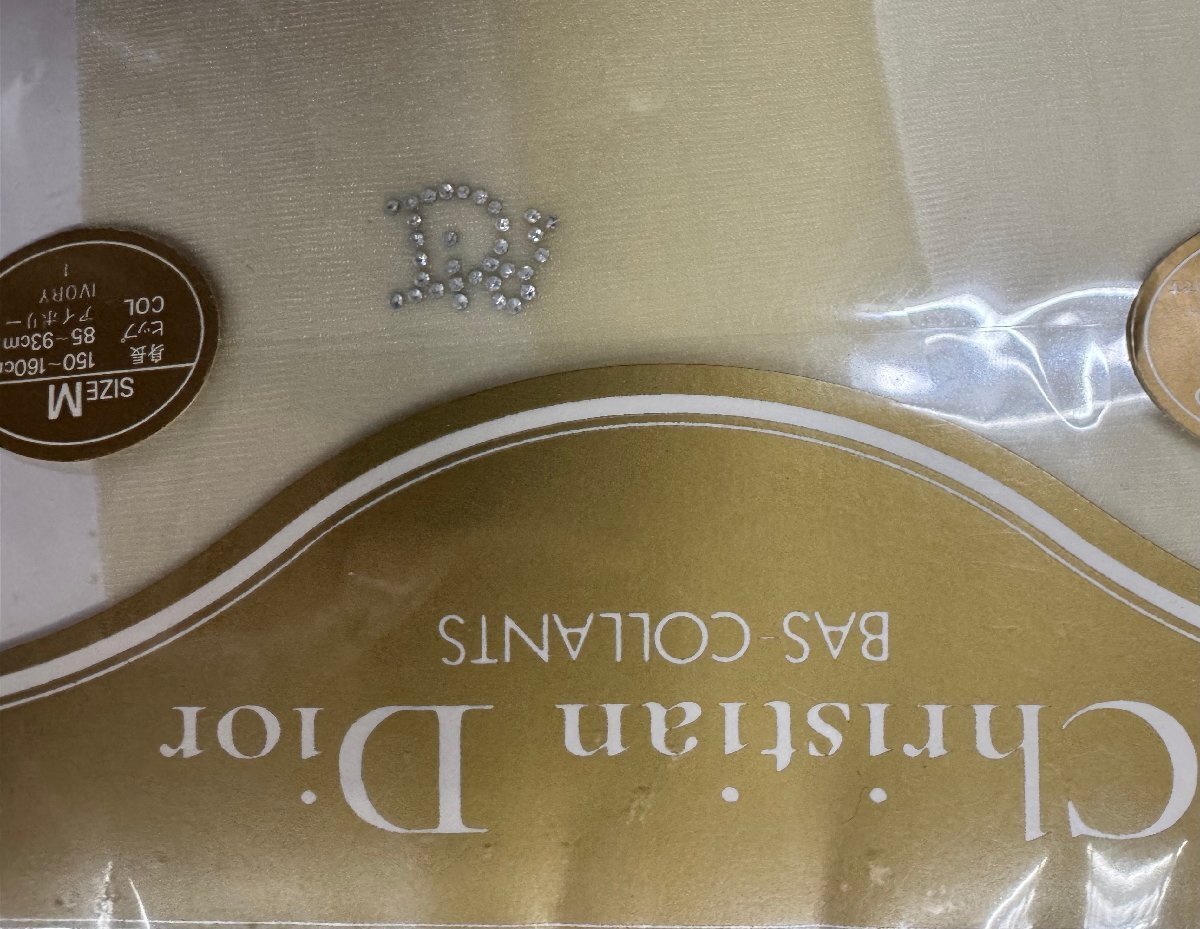 Christian Dior
BAS-COLLANTS
SIZE M
身長 150~160cm
ヒップ 85~93cm
COL アイボリー
IVORY
1